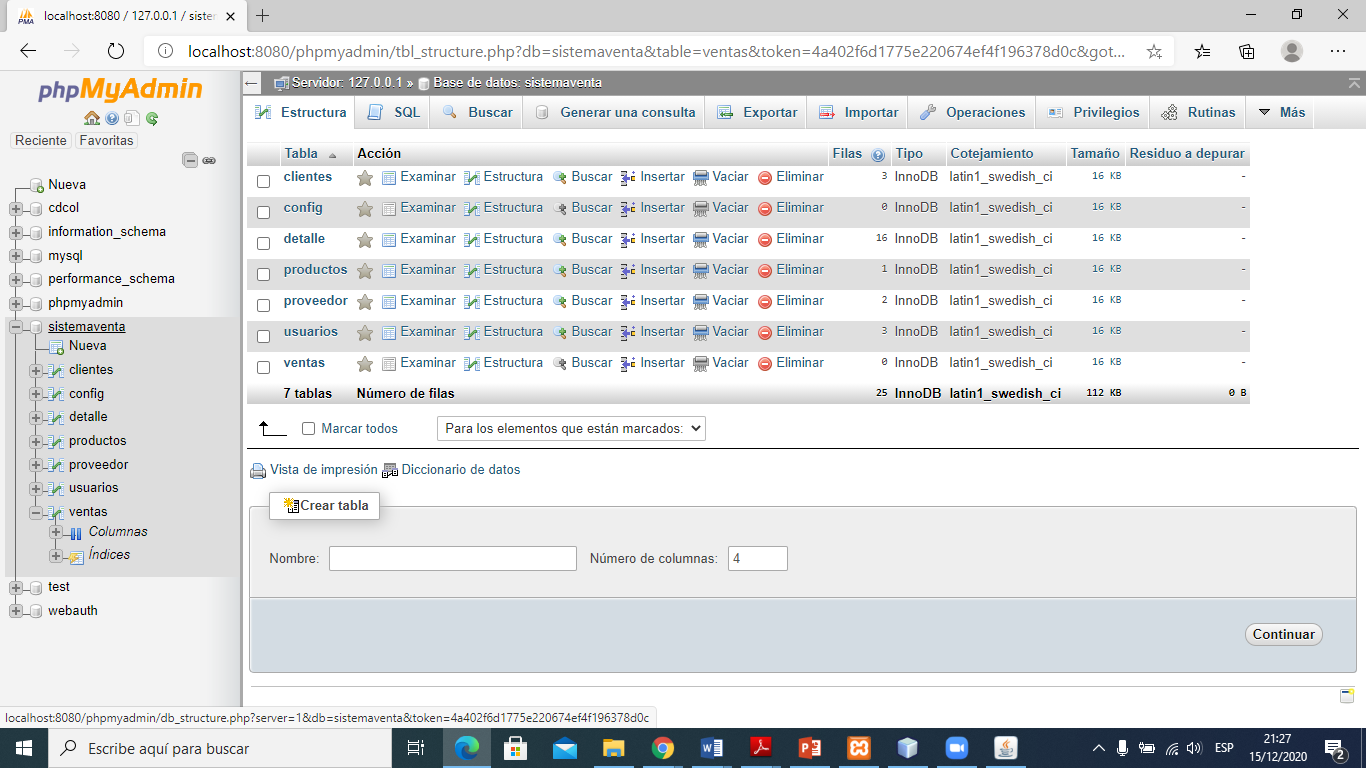 localhost:8080 / 127.0.0.1 / sister
localhost:8080/phpmyadmin/tbl_structure.php?db=sistemaventa&table=ventas&token=4a402f6d1775e220674ef4f196378d0c&got...
phpMyAdmin
Reciente Favoritas
Nueva
cdcol
information_schema
mysql
performance_schema
phpmyadmin
sistemaventa
Nueva
clientes
config
detalle
productos
proveedor
usuarios
ventas
Columnas
Índices
test
webauth
Servidor: 127.0.0.1 » Base de datos: sistemaventa
Estructura SQL Buscar Generar una consulta Exportar Importar Operaciones Privilegios Rutinas Más
Tabla Acción Filas Tipo Cotejamiento Tamaño Residuo a depurar
clientes Examinar Estructura Buscar Insertar Vaciar Eliminar 3 InnoDB latin1_swedish_ci 16 KB -
config Examinar Estructura Buscar Insertar Vaciar Eliminar 0 InnoDB latin1_swedish_ci 16 KB -
detalle Examinar Estructura Buscar Insertar Vaciar Eliminar 16 InnoDB latin1_swedish_ci 16 KB -
productos Examinar Estructura Buscar Insertar Vaciar Eliminar 1 InnoDB latin1_swedish_ci 16 KB -
proveedor Examinar Estructura Buscar Insertar Vaciar Eliminar 2 InnoDB latin1_swedish_ci 16 KB -
usuarios Examinar Estructura Buscar Insertar Vaciar Eliminar 3 InnoDB latin1_swedish_ci 16 KB -
ventas Examinar Estructura Buscar Insertar Vaciar Eliminar 0 InnoDB latin1_swedish_ci 16 KB -
7 tablas Número de filas 25 InnoDB latin1_swedish_ci 112 KB 0 B
Marcar todos Para los elementos que están marcados:
Vista de impresión Diccionario de datos
Crear tabla
Nombre: Número de columnas: 4
Continuar
localhost:8080/phpmyadmin/db_structure.php?server=1&db=sistemaventa&token=4a402f6d1775e220674ef4f196378d0c
Escribe aquí para buscar
ESP
21:27
15/12/2020
2